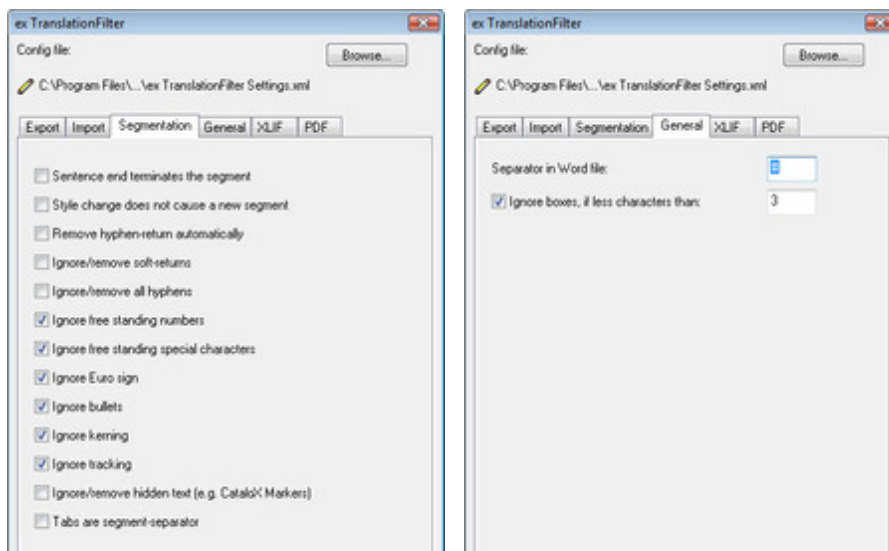 ex TranslationFilter
Config file:
Browse...
C:\Program Files\...\ex TranslationFilter Settings.xml
Export Import Segmentation General XLIF PDF
Sentence end terminates the segment
Style change does not cause a new segment
Remove hyphen-return automatically
Ignore/remove soft-returns
Ignore/remove all hyphens
Ignore free standing numbers
Ignore free standing special characters
Ignore Euro sign
Ignore bullets
Ignore kerning
Ignore tracking
Ignore/remove hidden text (e.g. CataloX Markers)
Tabs are segment-separator
ex TranslationFilter
Config file:
Browse...
C:\Program Files\...\ex TranslationFilter Settings.xml
Export Import Segmentation General XLIF PDF
Separator in Word file:
Ignore boxes, if less characters than: 3